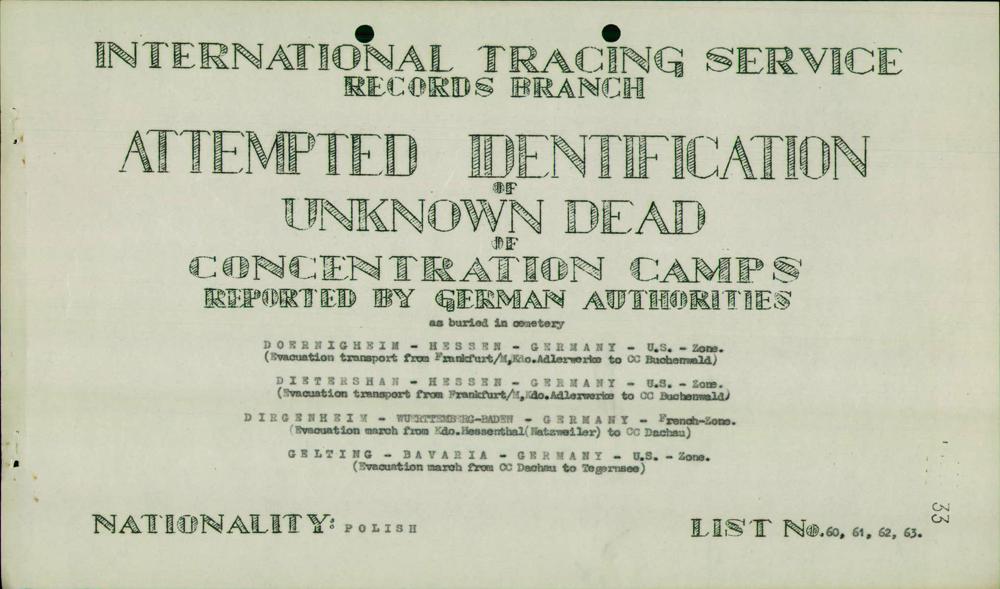 INTERNATIONAL TRACING SERVICE
RECORDS BRANCH
ATTEMPTED IDENTIFICATION
OF
UNKNOWN DEAD
OF
CONCENTRATION CAMPS
REPORTED BY GERMAN AUTHORITIES
as buried in cemetery
DOERNIGHEIM - HESSEN - GERMANY - U.S. - Zone.
(Evacuation transport from Frankfurt/M,Kdo.Adlerwerke to CC Buchenwald)
DIETERSHAN - HESSEN - GERMANY - U.S. - Zone.
(Evacuation transport from Frankfurt/M,Kdo.Adlerwerke to CC Buchenwald)
DIRGENHEIM - WUERTTEMBERG-BADEN - GERMANY - French-Zone.
(Evacuation march from Kdo.Hessenthal(Natzweiler) to CC Dachau)
GELTING - BAVARIA - GERMANY - U.S. - Zone.
(Evacuation march from CC Dachau to Tegernsee)
NATIONALITY: POLISH
LIST No. 60, 61, 62, 63.
33